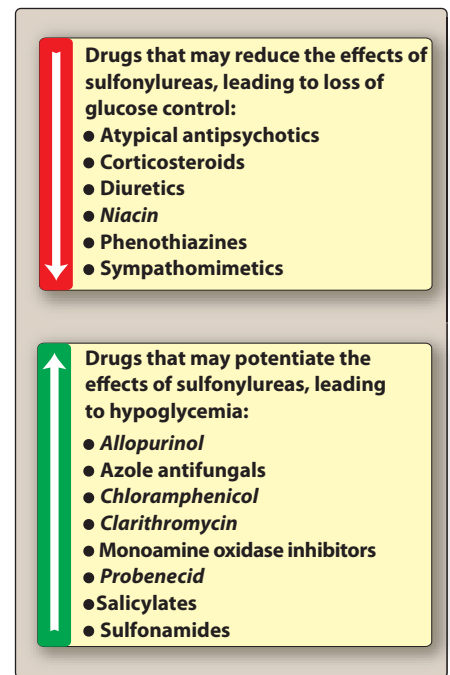 Drugs that may reduce the effects of
sulfonylureas, leading to loss of
glucose control:
● Atypical antipsychotics
● Corticosteroids
● Diuretics
● Niacin
● Phenothiazines
● Sympathomimetics
Drugs that may potentiate the
effects of sulfonylureas, leading
to hypoglycemia:
● Allopurinol
● Azole antifungals
● Chloramphenicol
● Clarithromycin
● Monoamine oxidase inhibitors
● Probenecid
●Salicylates
● Sulfonamides